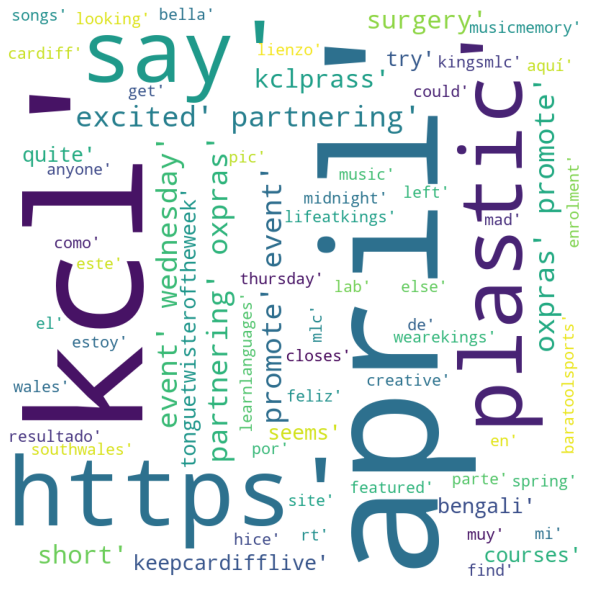 songs' looking' bella' surgery' musicmemory'
cardiff' say' lienzo' try' kingsmlc' aquí'
get' kclprass' could'
' excited' partnering'
quite' pic' music' left' enrolment'
anyone' midnight' lifeatkings' mad'
kcl' event' wednesday' tonguetwisteroftheweek'
partnering' oxpras' learnlanguages'
promote' event' april' plastic'
oxpras' promote'
como' este' thursday' lab' else'
el' estoy' mlc' de' wearekings' baratoolsports'
closes' creative'
wales' feliz'
resultado' seems' en'
southwales' por'
https' site' featured' parte' spring'
hice' rt' bengali' muy' mi'
short' keepcardifflive' courses'
find'